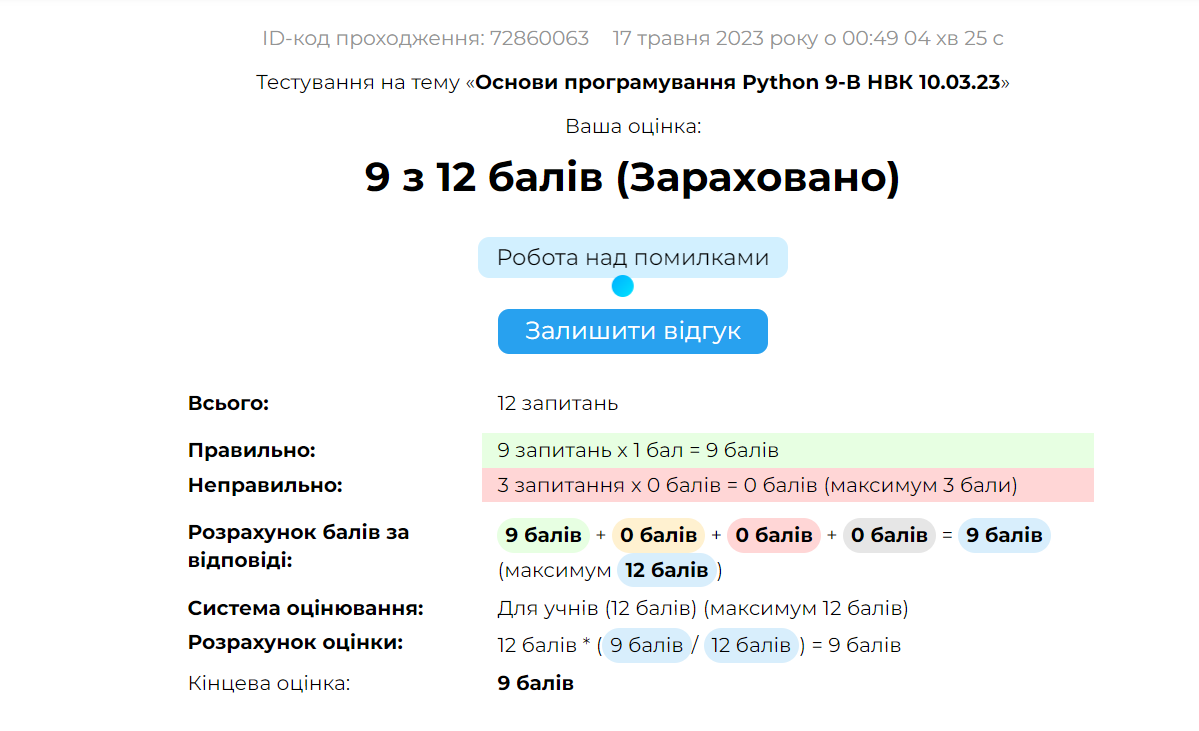 ID-код проходження: 72860063 17 травня 2023 року о 00:49 04 хв 25 с
Тестування на тему «Основи програмування Python 9-В НВК 10.03.23»
Ваша оцінка:
9 з 12 балів (Зараховано)
Робота над помилками
Залишити відгук
Всього: 12 запитань
Правильно: 9 запитань x 1 бал = 9 балів
Неправильно: 3 запитання x 0 балів = 0 балів (максимум 3 бали)
Розрахунок балів за відповіді: 9 балів + 0 балів + 0 балів + 0 балів = 9 балів
(максимум 12 балів )
Система оцінювання: Для учнів (12 балів) (максимум 12 балів)
Розрахунок оцінки: 12 балів * ( 9 балів / 12 балів ) = 9 балів
Кінцева оцінка: 9 балів